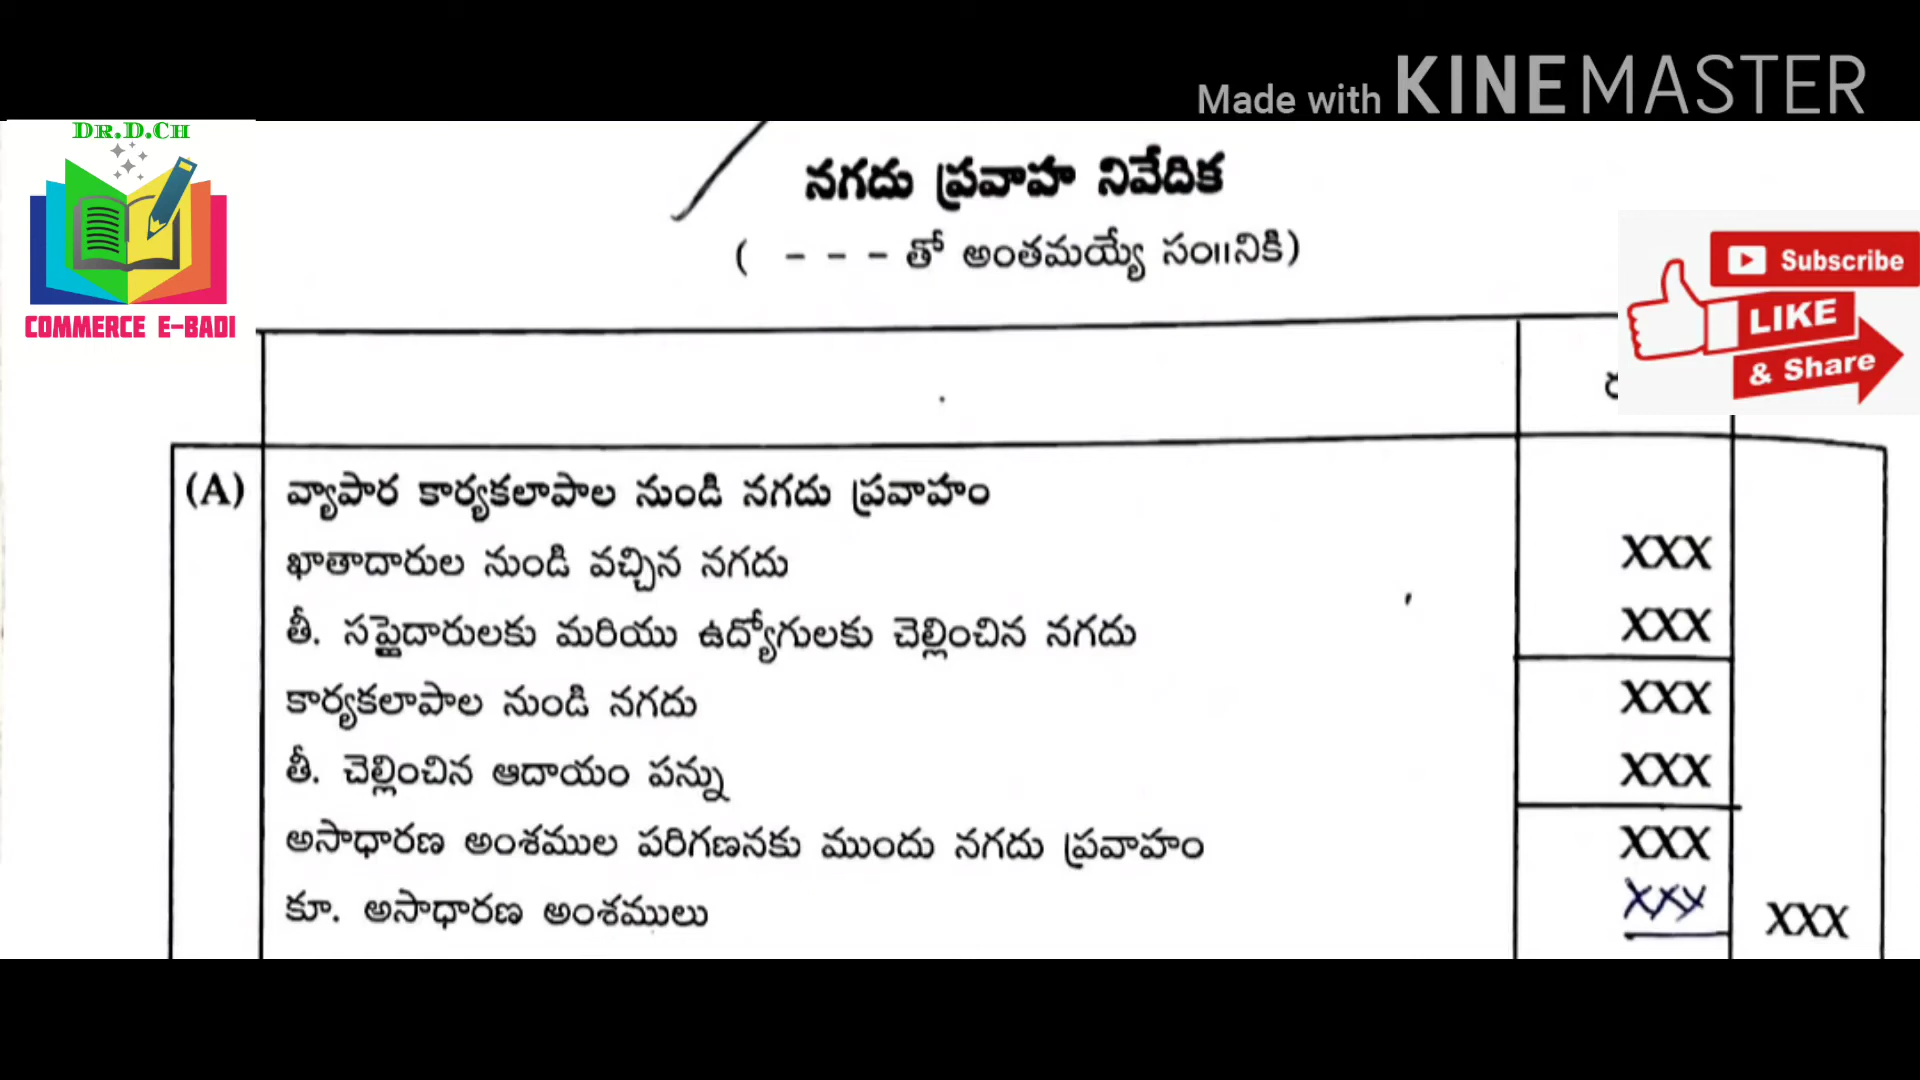 Made with KINEMASTER
DR.D.CH
COMMERCE E-BADI
నగదు ప్రవాహ నివేదిక
( - - - తో అంతమయ్యే సం॥నికి)
Subscribe
LIKE
& Share
(A) వ్యాపార కార్యకలాపాల నుండి నగదు ప్రవాహం
ఖాతాదారుల నుండి వచ్చిన నగదు XXX
తీ. సప్లైదారులకు మరియు ఉద్యోగులకు చెల్లించిన నగదు XXX
కార్యకలాపాల నుండి నగదు XXX
తీ. చెల్లించిన ఆదాయం పన్ను XXX
అసాధారణ అంశముల పరిగణనకు ముందు నగదు ప్రవాహం XXX
కూ. అసాధారణ అంశములు XXX XXX